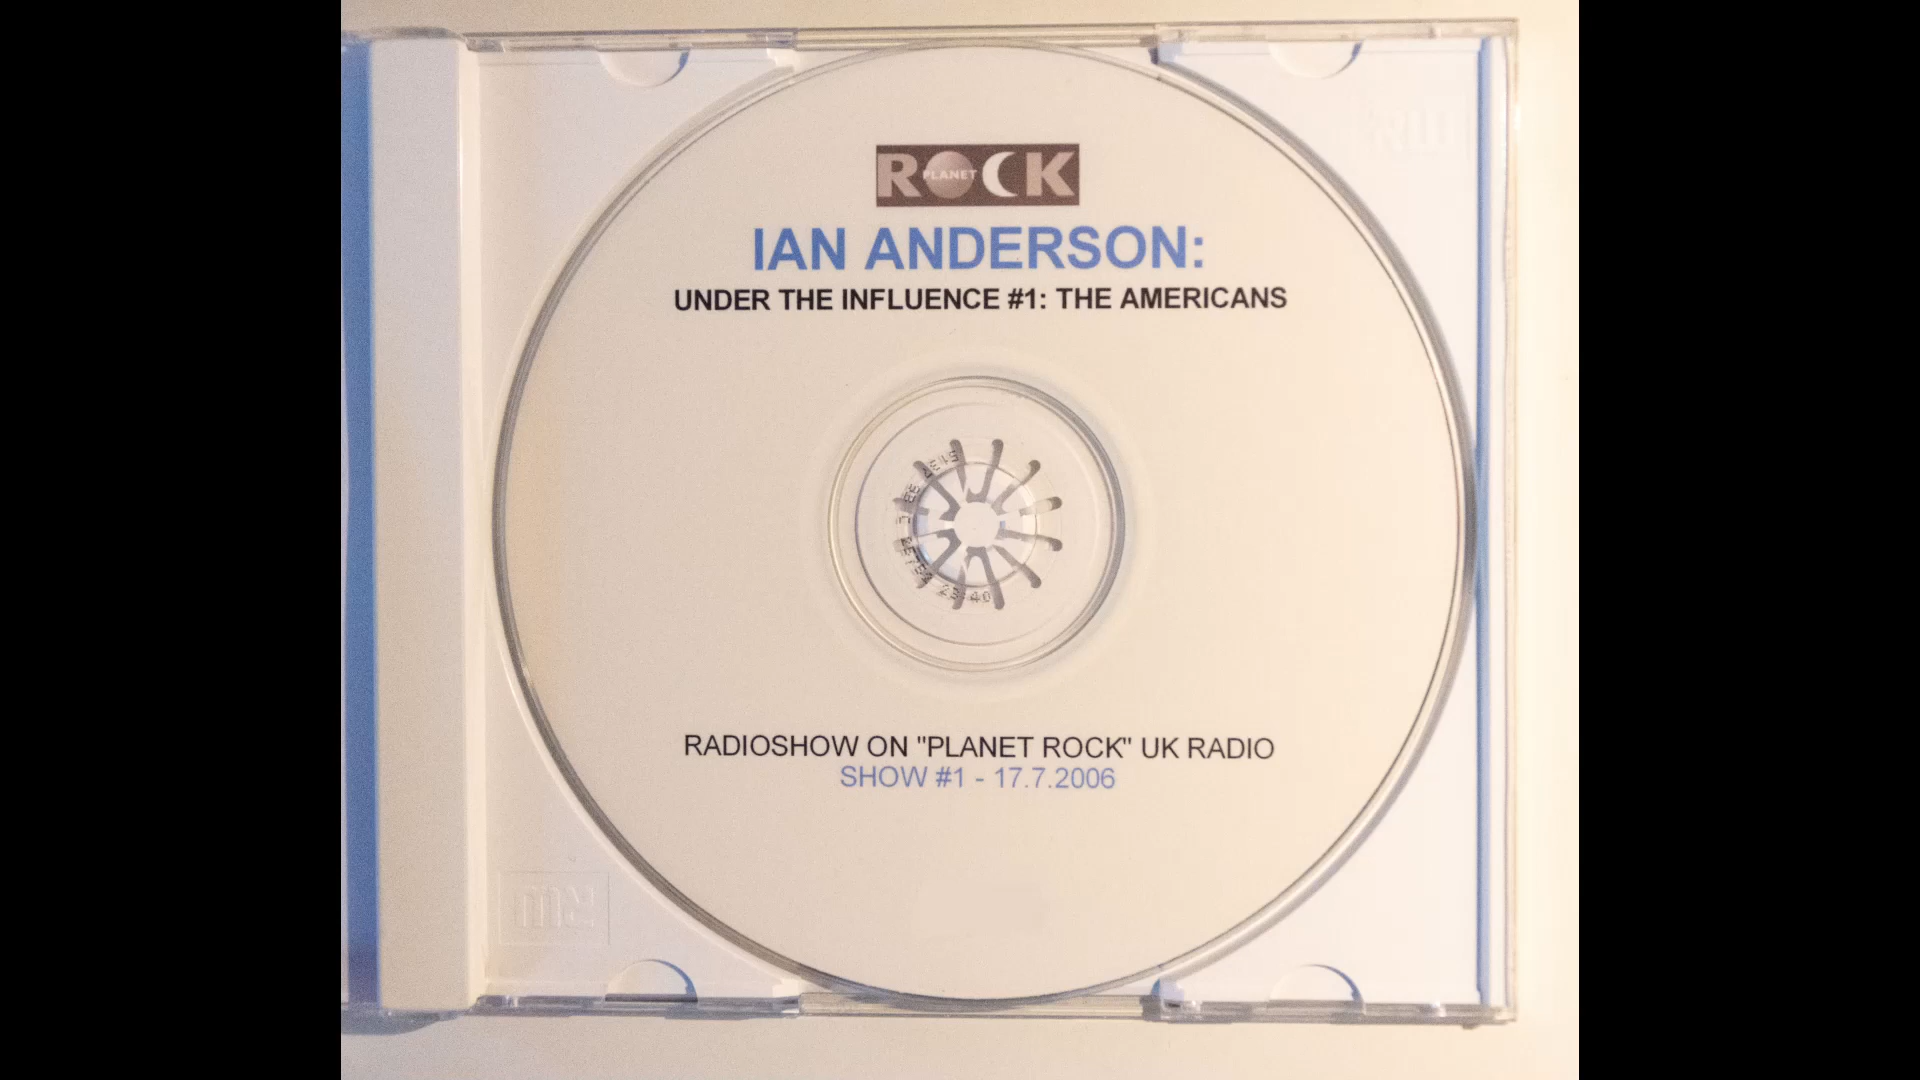 ROCK
PLANET
IAN ANDERSON:
UNDER THE INFLUENCE #1: THE AMERICANS
RADIOSHOW ON "PLANET ROCK" UK RADIO
SHOW #1 - 17.7.2006